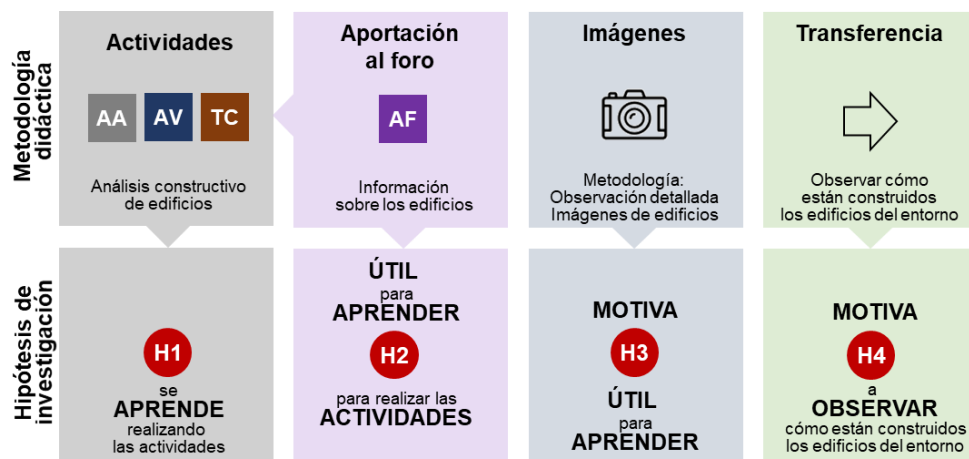 Metodología
didáctica
Actividades
AA AV TC
Análisis constructivo
de edificios
Aportación
al foro
AF
Información
sobre los edificios
Imágenes
Metodología:
Observación detallada
Imágenes de edificios
Transferencia
Observar cómo
están construidos
los edificios del entorno
Hipótesis de
investigación
H1
se
APRENDE
realizando
las actividades
ÚTIL
para
APRENDER
H2
para realizar las
ACTIVIDADES
MOTIVA
H3
ÚTIL
para
APRENDER
MOTIVA
H4
a
OBSERVAR
cómo están construidos
los edificios del entorno